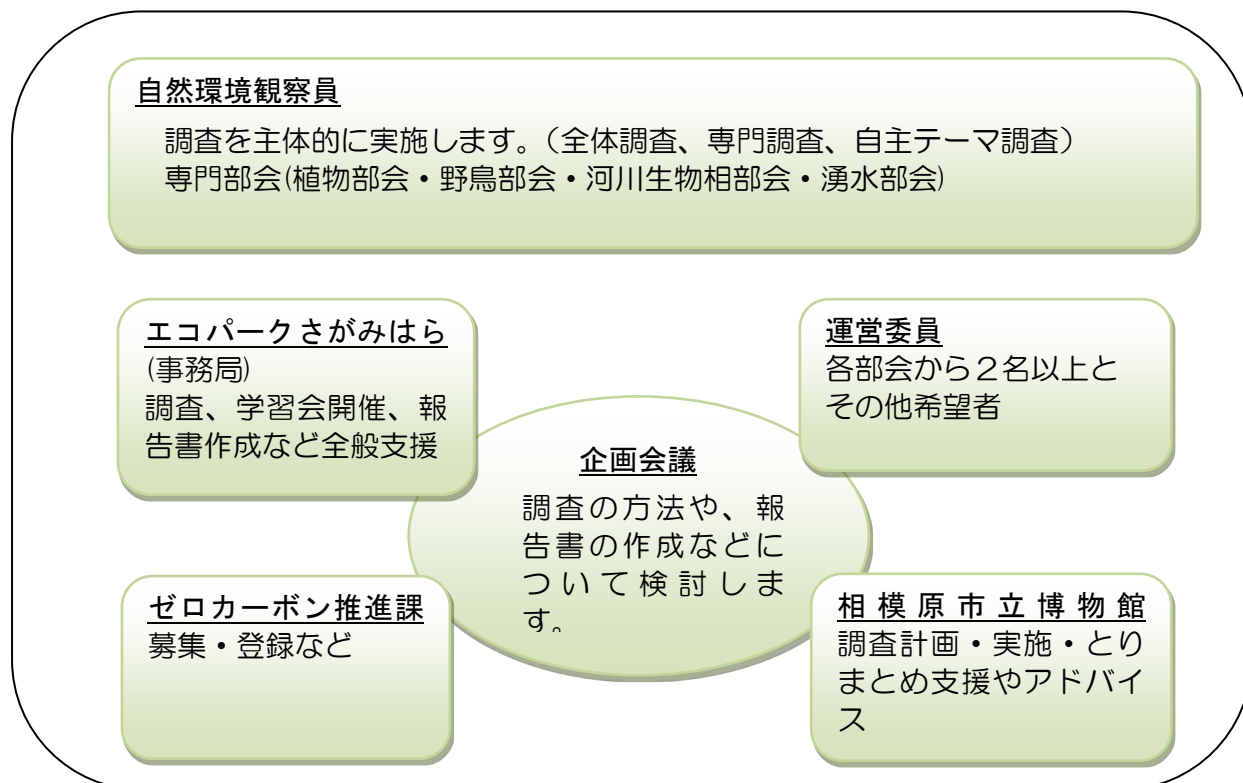 自然環境観察員
調査を主体的に実施します。（全体調査、専門調査、自主テーマ調査）
専門部会(植物部会・野鳥部会・河川生物相部会・湧水部会)
エコパークさがみはら
(事務局)
調査、学習会開催、報
告書作成など全般支援
運営委員
各部会から２名以上と
その他希望者
企画会議
調査の方法や、報
告書の作成などに
ついて検討しま
す。
ゼロカーボン推進課
募集・登録など
相模原市立博物館
調査計画・実施・とり
まとめ支援やアドバイ
ス